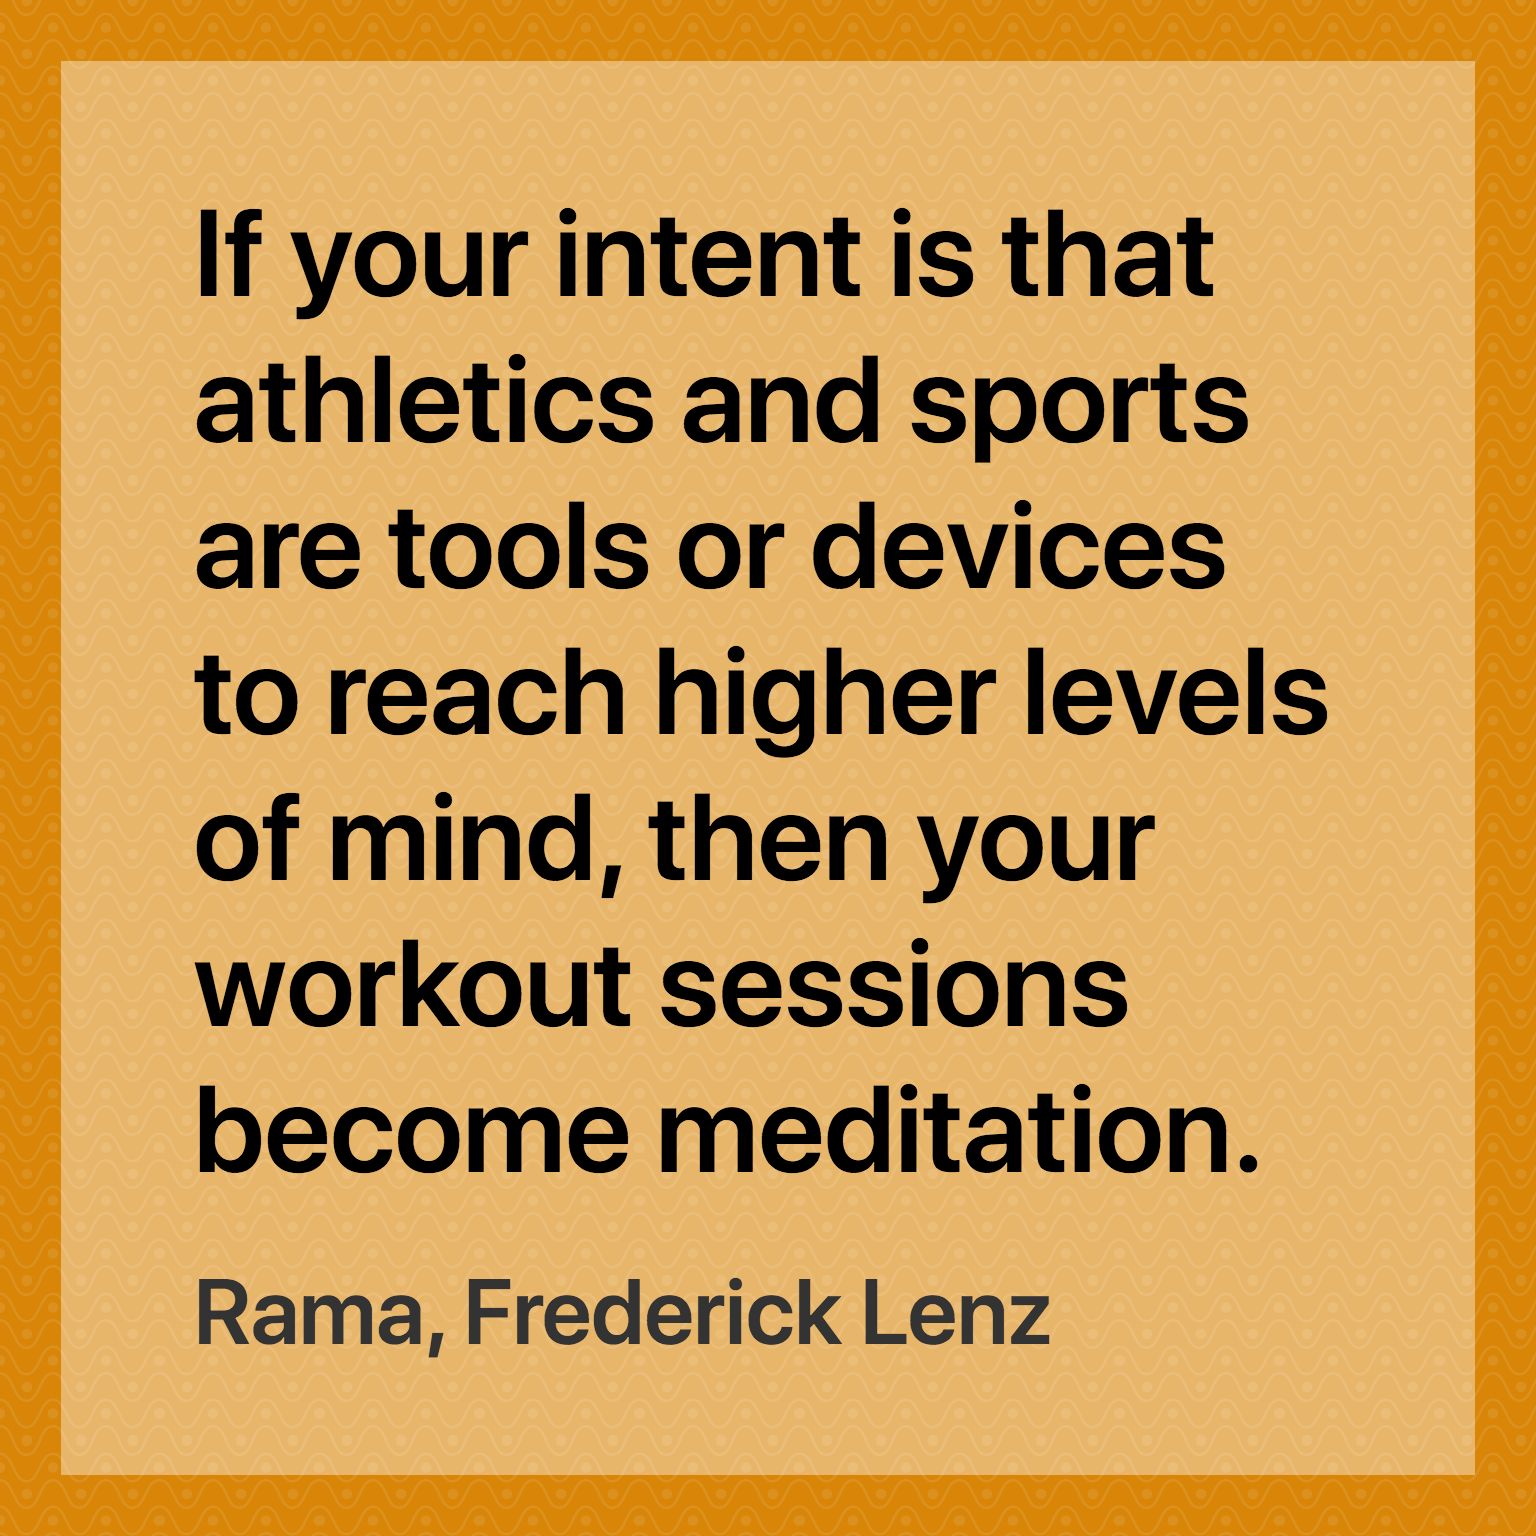 If your intent is that
athletics and sports
are tools or devices
to reach higher levels
of mind, then your
workout sessions
become meditation.
Rama, Frederick Lenz